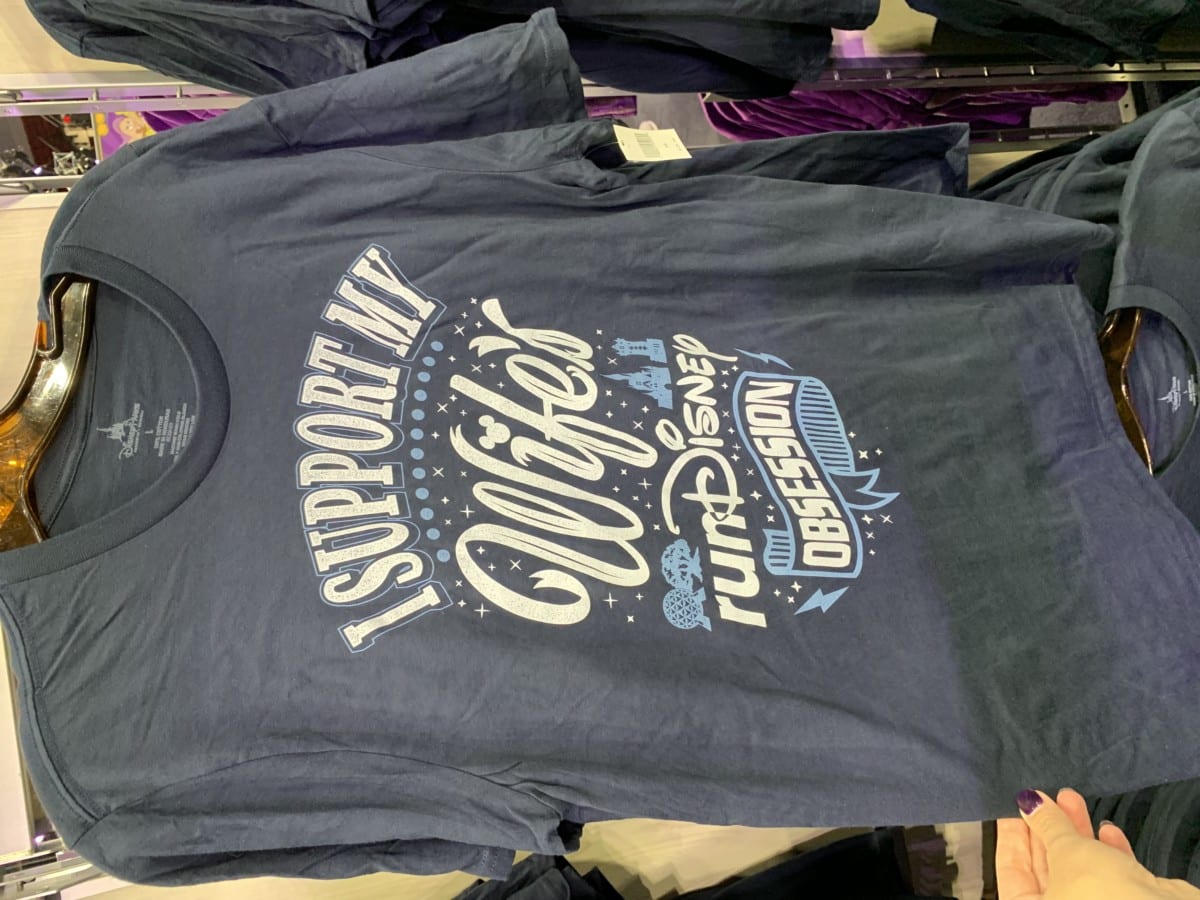 I SUPPORT MY
Wife's
runDisney
OBSESSION